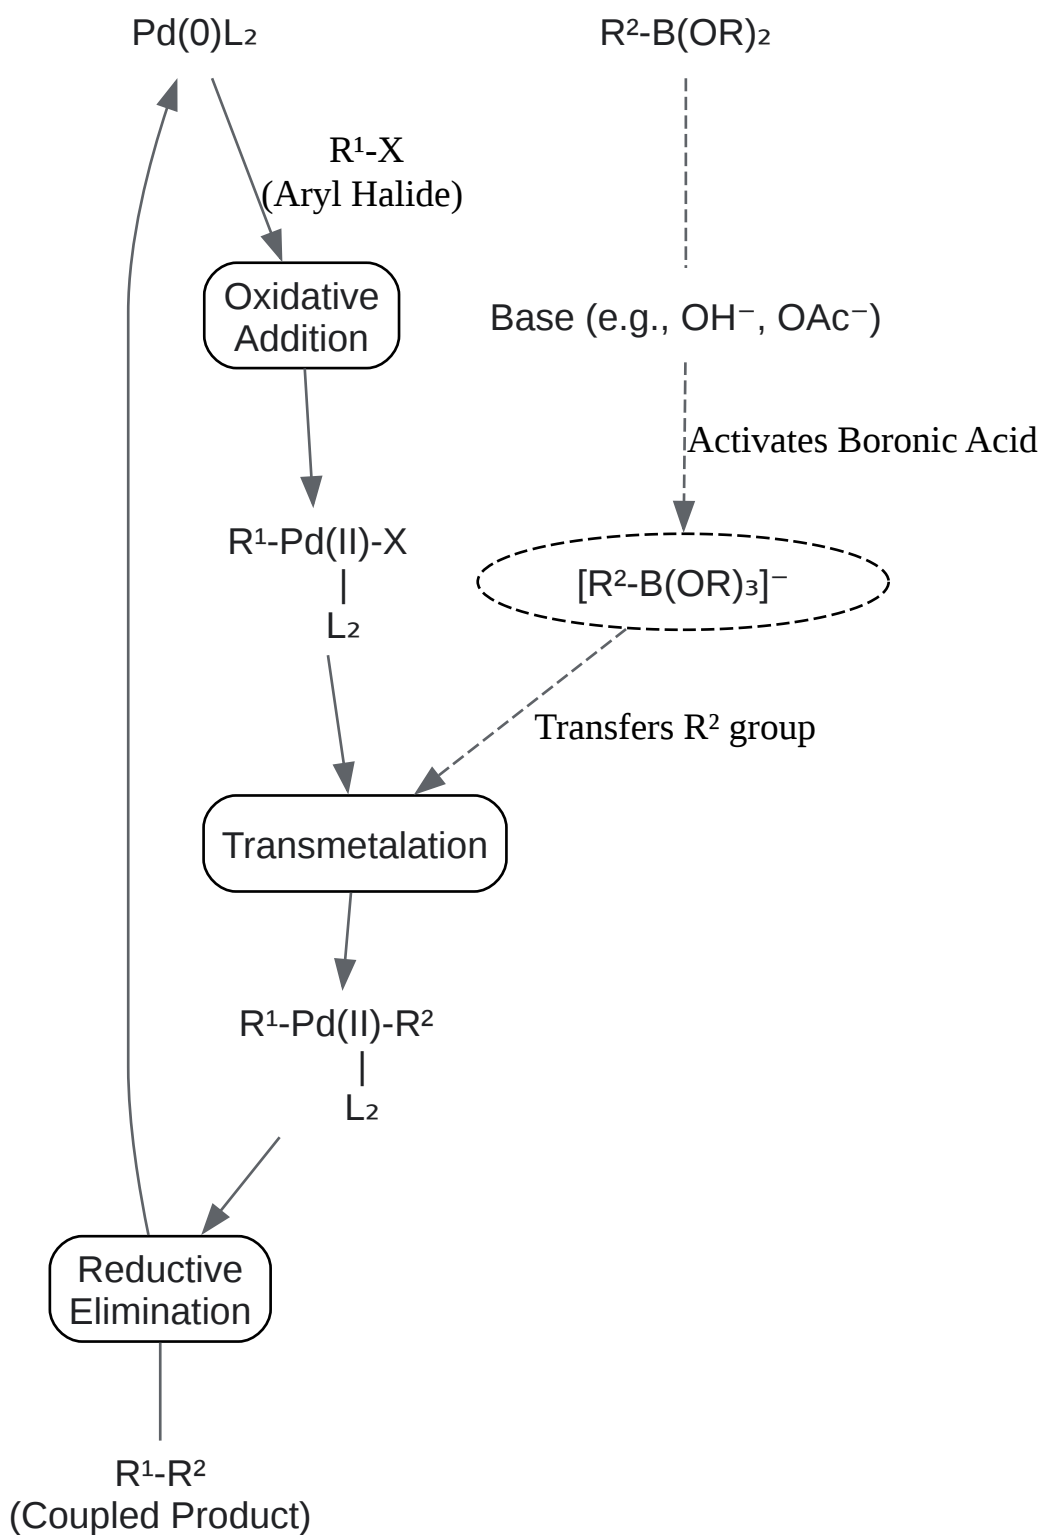 Pd(0)L₂
R²-B(OR)₂
R¹-X
(Aryl Halide)
Oxidative
Addition
Base (e.g., OH⁻, OAc⁻)
Activates Boronic Acid
R¹-Pd(II)-X
|
L₂
[R²-B(OR)₃]⁻
Transfers R² group
Transmetalation
R¹-Pd(II)-R²
|
L₂
Reductive
Elimination
R¹-R²
(Coupled Product)